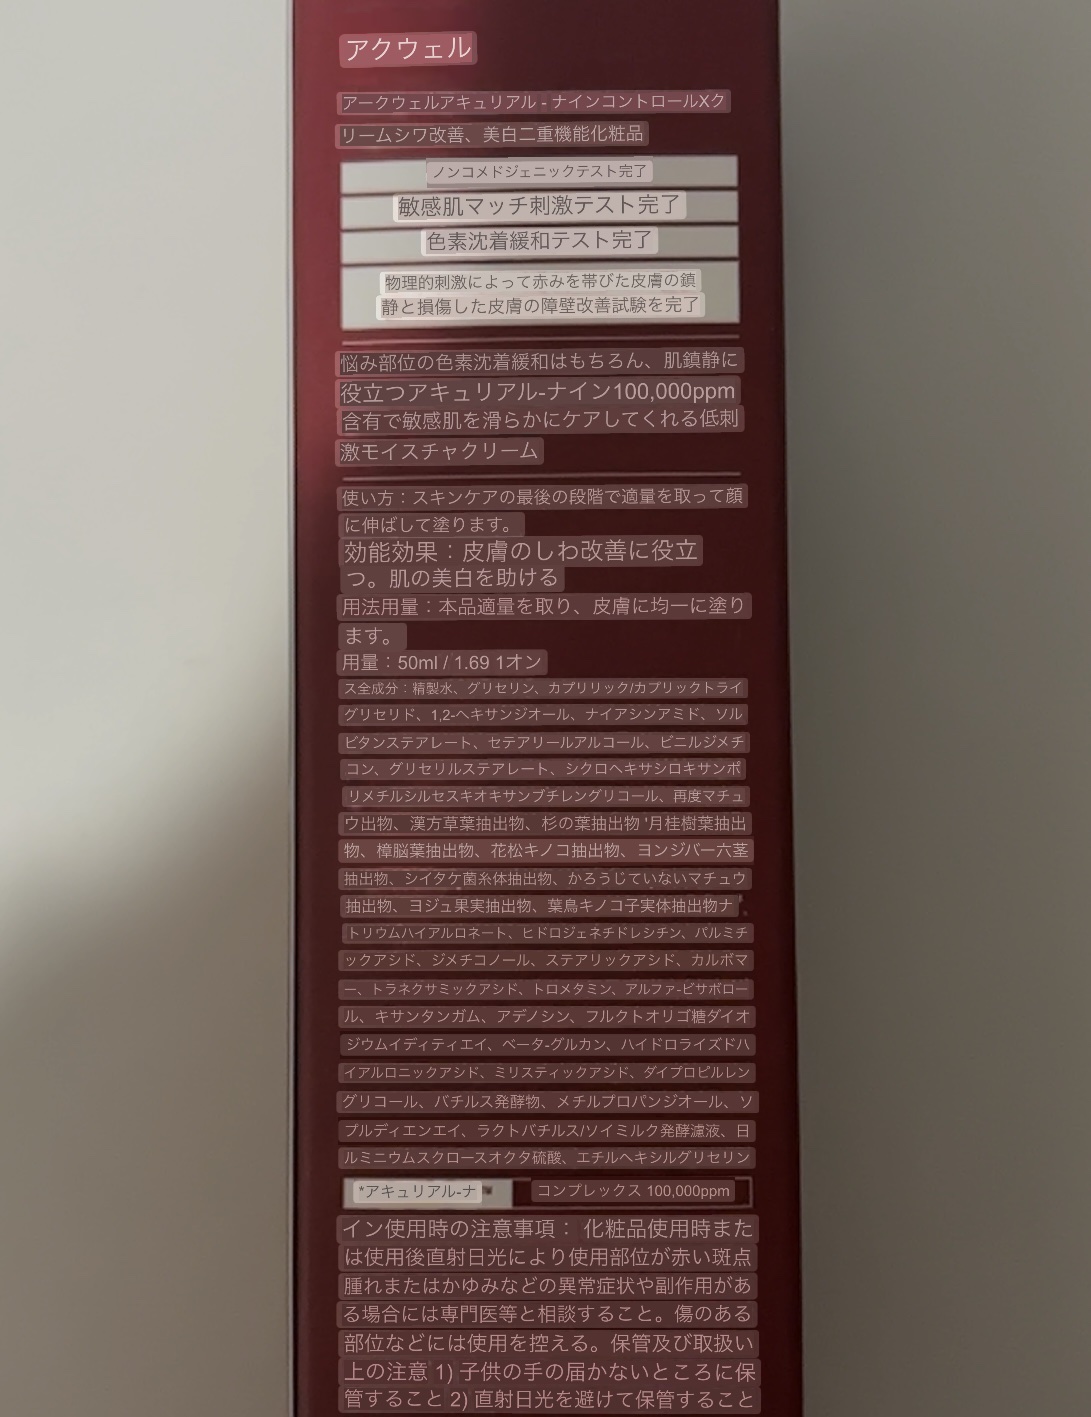 アクウェル
アークウェルアキュリアル - ナインコントロールXク
リームシワ改善、美白二重機能化粧品
ノンコメドジェニックテスト完了
敏感肌マッチ刺激テスト完了
色素沈着緩和テスト完了
物理的刺激によって赤みを帯びた皮膚の鎮
静と損傷した皮膚の障壁改善試験を完了
悩み部位の色素沈着緩和はもちろん、肌鎮静に
役立つアキュリアル-ナイン100,000ppm
含有で敏感肌を滑らかにケアしてくれる低刺
激モイスチャクリーム
使い方：スキンケアの最後の段階で適量を取って顔
に伸ばして塗ります。
効能効果：皮膚のしわ改善に役立
つ。肌の美白を助ける
用法用量：本品適量を取り、皮膚に均一に塗り
ます。
用量：50ml / 1.69 1オン
ス全成分：精製水、グリセリン、カプリリック/カプリックトライ
グリセリド、1,2-ヘキサンジオール、ナイアシンアミド、ソル
ビタンステアレート、セテアリールアルコール、ビニルジメチ
コン、グリセリルステアレート、シクロヘキサシロキサンポ
リメチルシルセスキオキサンブチレングリコール、再度マチュ
ウ出物、漢方草葉抽出物、杉の葉抽出物 '月桂樹葉抽出
物、樟脳葉抽出物、花松キノコ抽出物、ヨンジバー六茎
抽出物、シイタケ菌糸体抽出物、かろうじていないマチュウ
抽出物、ヨジュ果実抽出物、葉鳥キノコ子実体抽出物ナ
トリウムハイアルロネート、ヒドロジェネチドレシチン、パルミチ
ックアシド、ジメチコノール、ステアリックアシド、カルボマ
ー、トラネクサミックアシド、トロメタミン、アルファ-ビサボロー
ル、キサンタンガム、アデノシン、フルクトオリゴ糖ダイオ
ジウムイディティエイ、ベータ-グルカン、ハイドロライズドハ
イアルロニックアシド、ミリスティックアシド、ダイプロピルレン
グリコール、バチルス発酵物、メチルプロパンジオール、ソ
プルディエンエイ、ラクトバチルス/ソイミルク発酵濾液、日
ルミニウムスクロースオクタ硫酸、エチルヘキシルグリセリン
*アキュリアル-ナ コンプレックス 100,000ppm
イン使用時の注意事項： 化粧品使用時また
は使用後直射日光により使用部位が赤い斑点
腫れまたはかゆみなどの異常症状や副作用があ
る場合には専門医等と相談すること。傷のある
部位などには使用を控える。保管及び取扱い
上の注意 1) 子供の手の届かないところに保
管すること 2) 直射日光を避けて保管すること